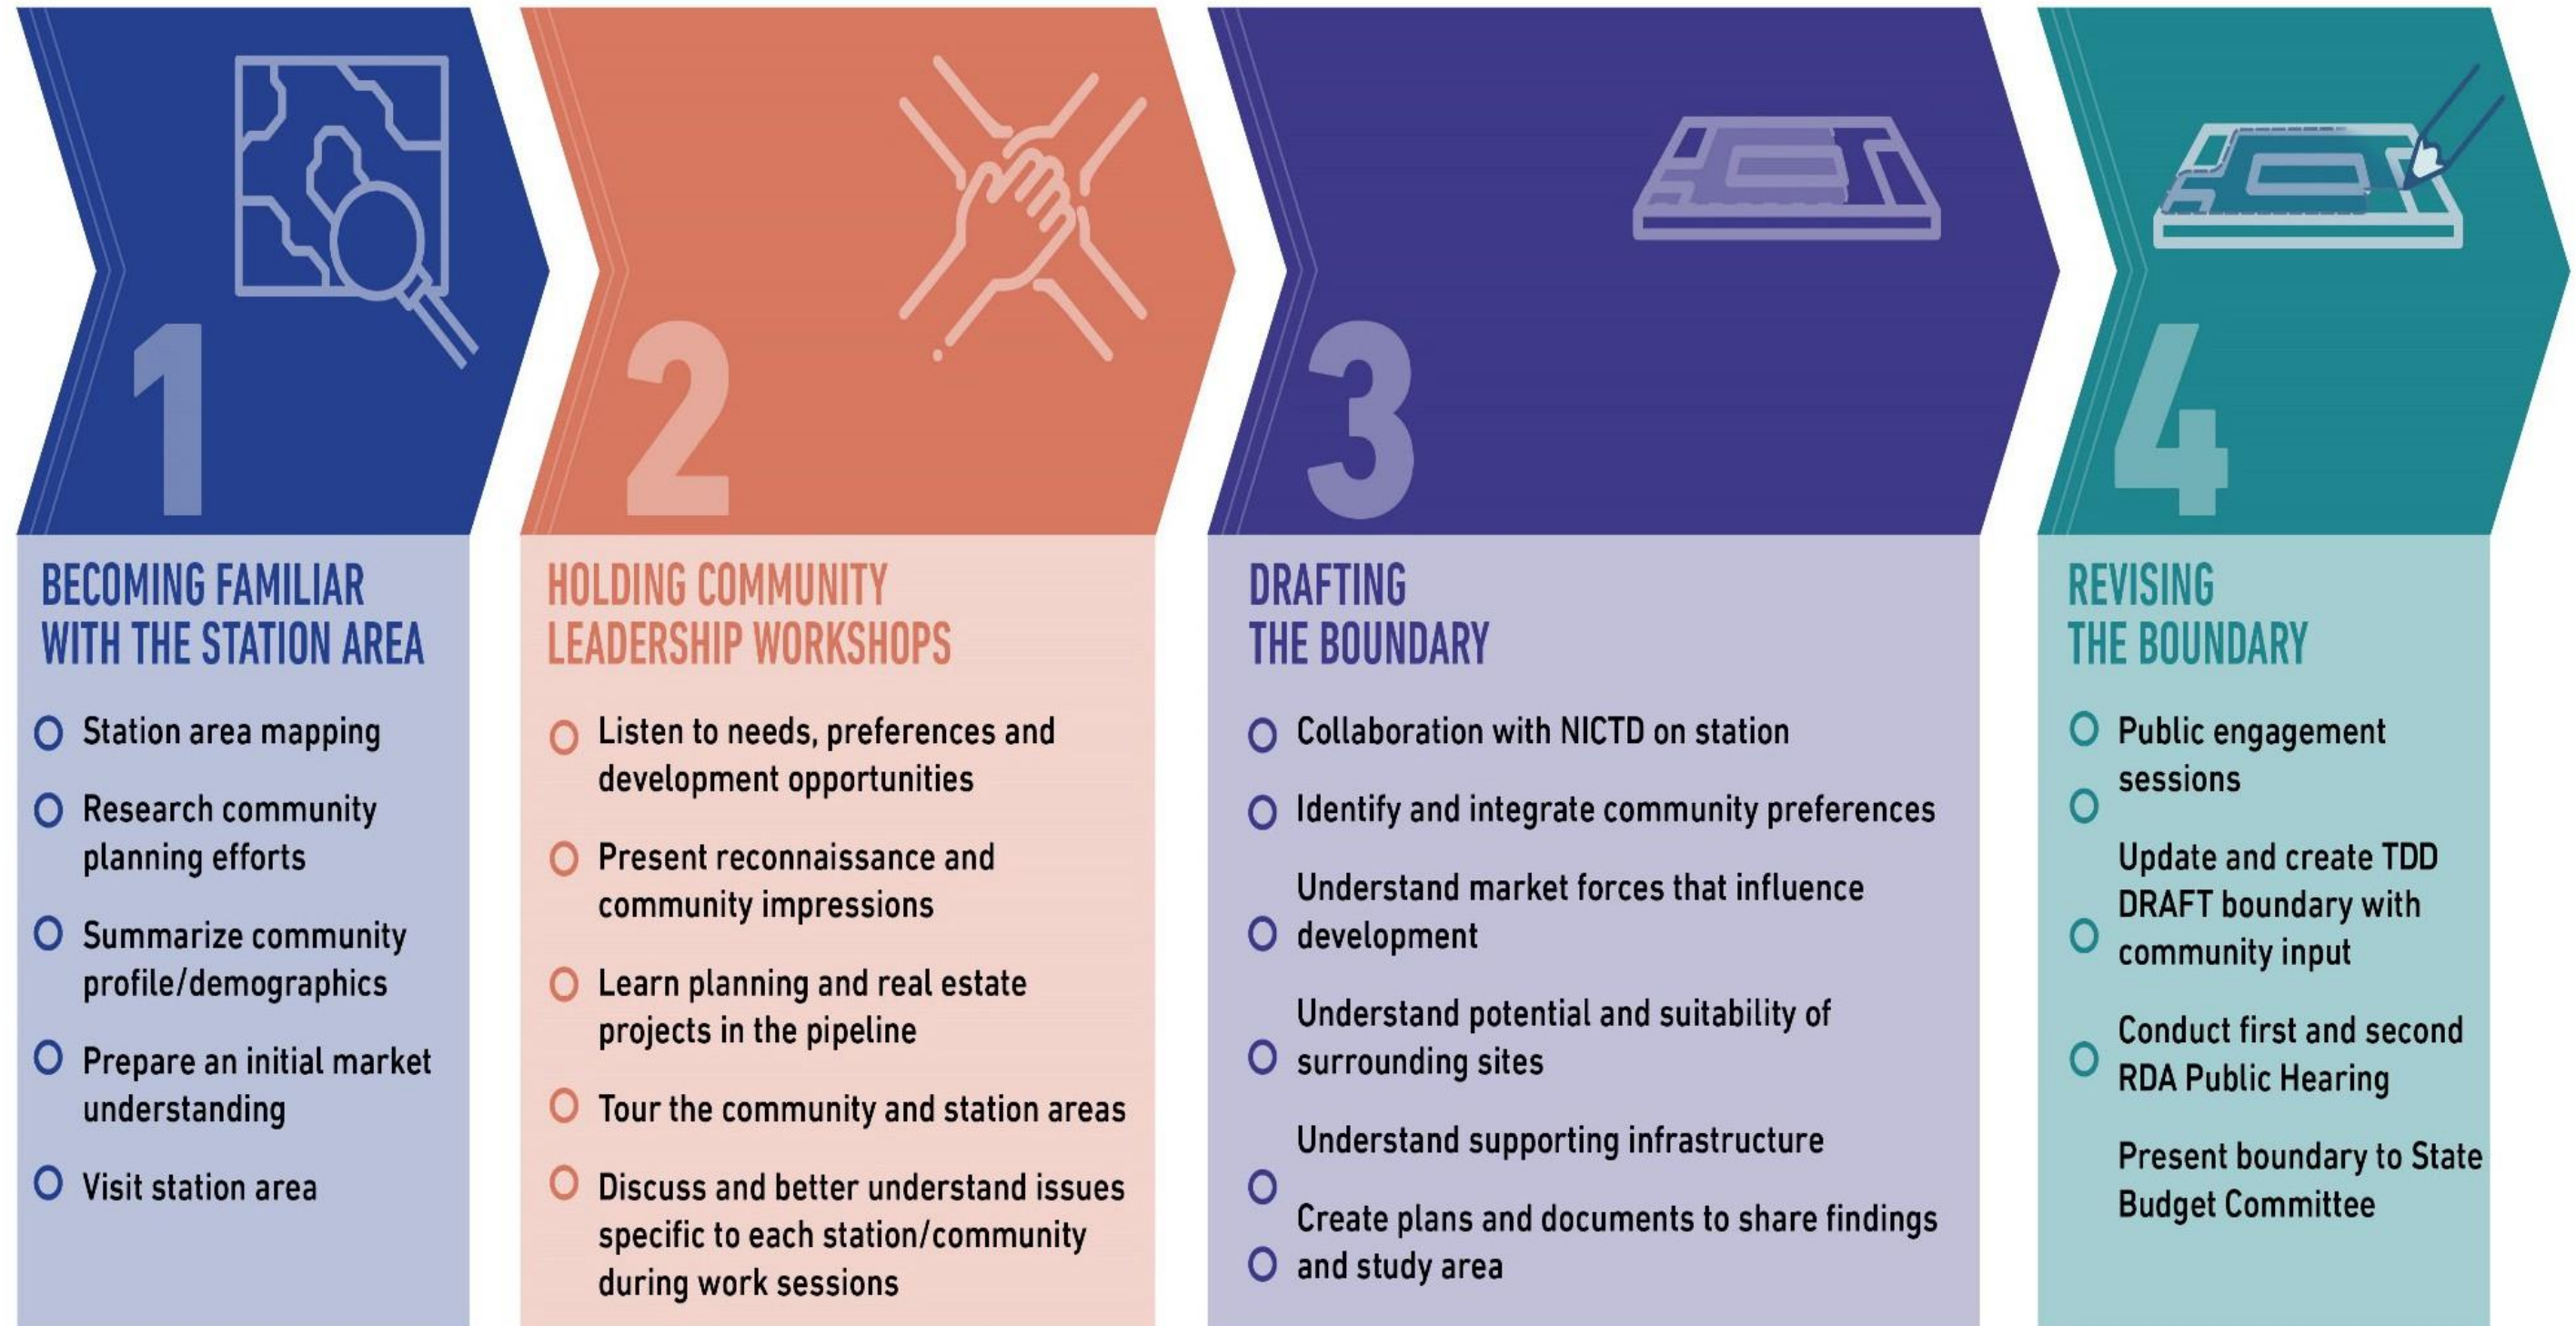 1
BECOMING FAMILIAR
WITH THE STATION AREA
Station area mapping
Research community
planning efforts
Summarize community
profile/demographics
Prepare an initial market
understanding
Visit station area
2
HOLDING COMMUNITY
LEADERSHIP WORKSHOPS
Listen to needs, preferences and
development opportunities
Present reconnaissance and
community impressions
Learn planning and real estate
projects in the pipeline
Tour the community and station areas
Discuss and better understand issues
specific to each station/community
during work sessions
3
DRAFTING
THE BOUNDARY
Collaboration with NICTD on station
Identify and integrate community preferences
Understand market forces that influence
development
Understand potential and suitability of
surrounding sites
Understand supporting infrastructure
Create plans and documents to share findings
and study area
4
REVISING
THE BOUNDARY
Public engagement
sessions
Update and create TDD
DRAFT boundary with
community input
Conduct first and second
RDA Public Hearing
Present boundary to State
Budget Committee